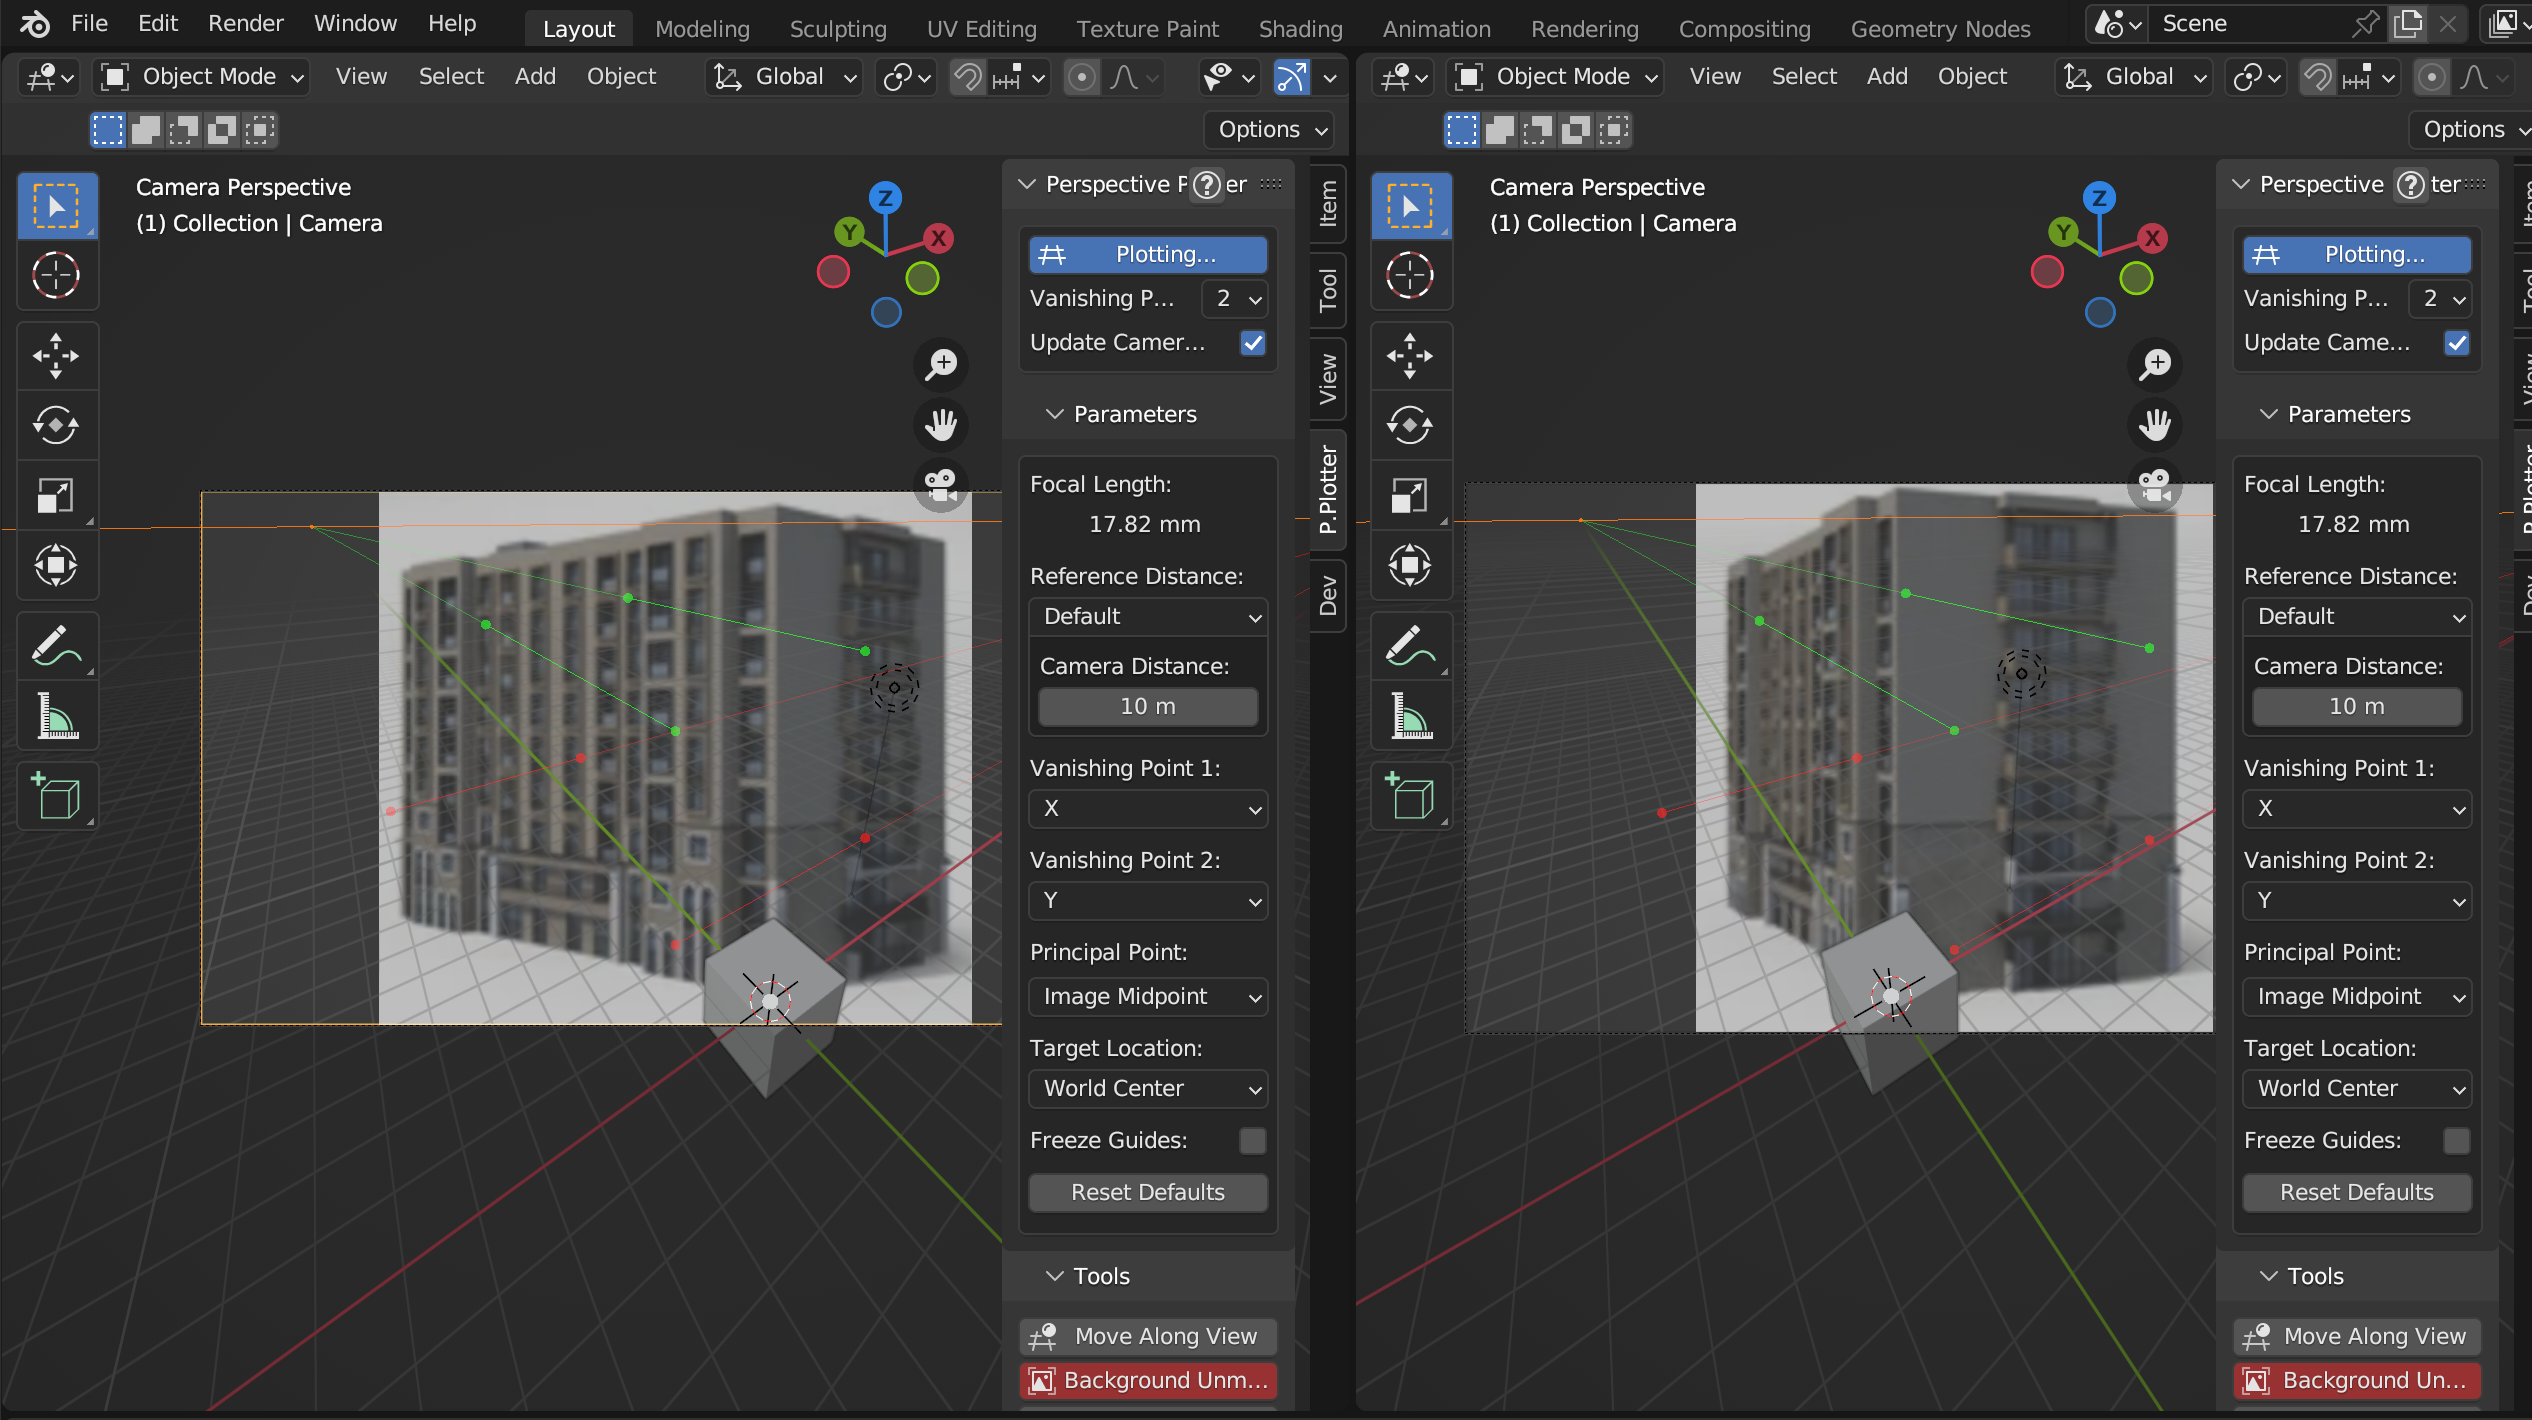 File Edit Render Window Help Layout Modeling Sculpting UV Editing Texture Paint Shading Animation Rendering Compositing Geometry Nodes Scene
Object Mode View Select Add Object Global
Options
Camera Perspective
(1) Collection | Camera
Z
Y
X
Perspective P er
Plotting...
Vanishing P... 2
Update Camer...
Parameters
Focal Length:
17.82 mm
Reference Distance:
Default
Camera Distance:
10 m
Vanishing Point 1:
X
Vanishing Point 2:
Y
Principal Point:
Image Midpoint
Target Location:
World Center
Freeze Guides:
Reset Defaults
Tools
Move Along View
Background Unm...
Item
Tool
View
P.Plotter
Dev
Object Mode View Select Add Object Global
Options
Camera Perspective
(1) Collection | Camera
Z
Y
X
Perspective ter
Plotting...
Vanishing P... 2
Update Came...
Parameters
Focal Length:
17.82 mm
Reference Distance:
Default
Camera Distance:
10 m
Vanishing Point 1:
X
Vanishing Point 2:
Y
Principal Point:
Image Midpoint
Target Location:
World Center
Freeze Guides:
Reset Defaults
Tools
Move Along View
Background Un...